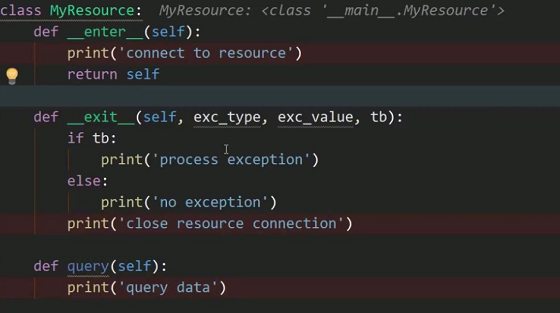 class MyResource: MyResource: <class '__main__.MyResource'>
    def __enter__(self):
        print('connect to resource')
        return self

    def __exit__(self, exc_type, exc_value, tb):
        if tb:
            print('process exception')
        else:
            print('no exception')
        print('close resource connection')

    def query(self):
        print('query data')